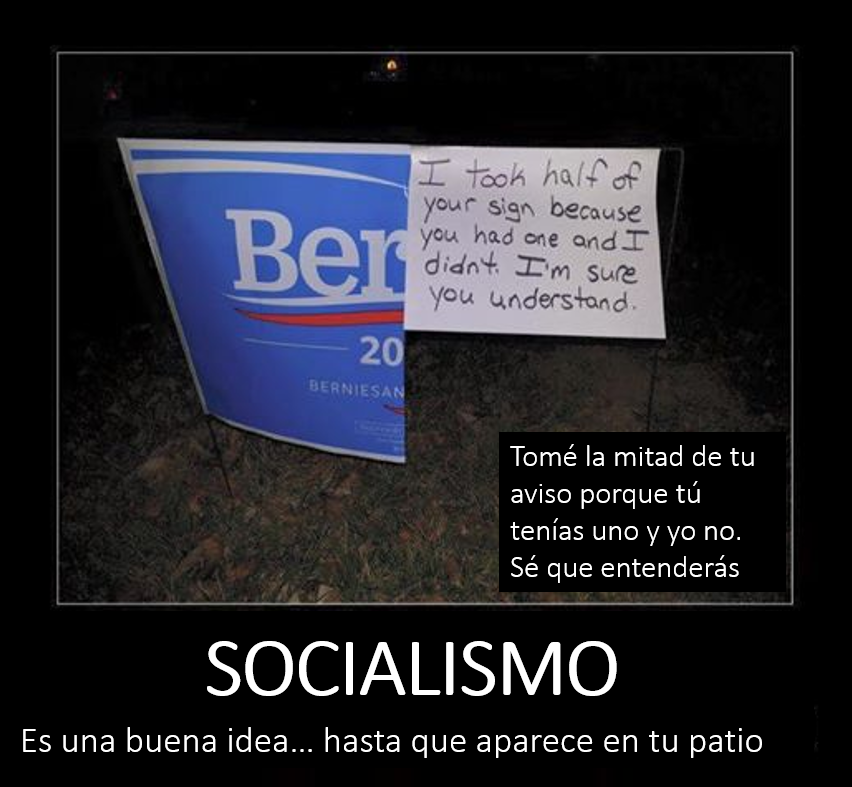 Ber
20
BERNIESAN
I took half of
your sign because
you had one and I
didn't. I'm sure
you understand.
Tomé la mitad de tu
aviso porque tú
tenías uno y yo no.
Sé que entenderás
SOCIALISMO
Es una buena idea... hasta que aparece en tu patio